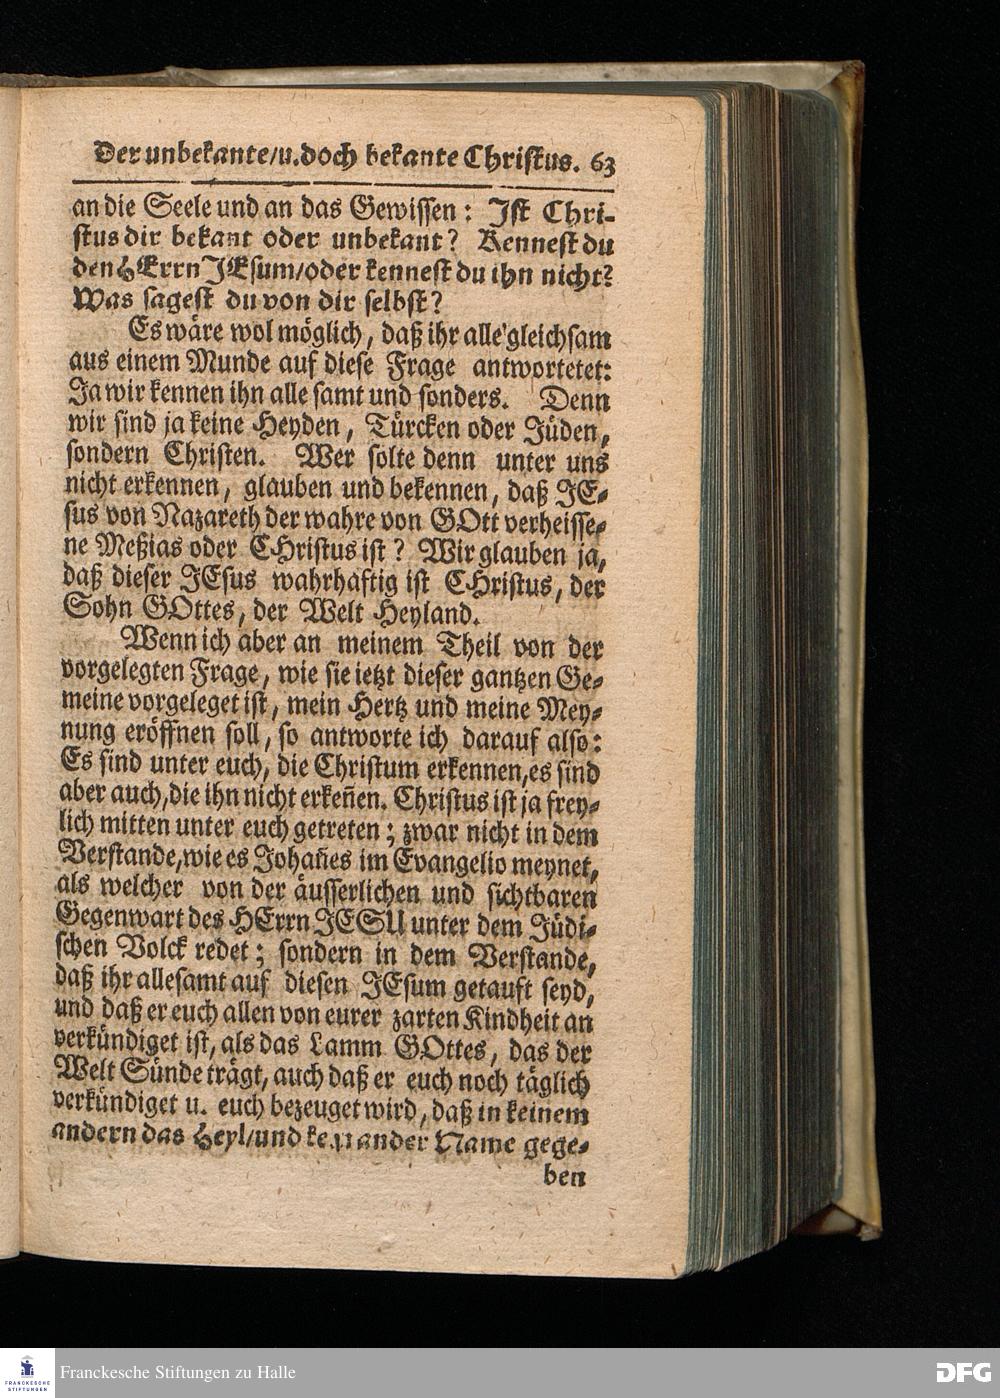 Der unbekante/u. doch bekante Christus. 63
an die Seele und an das Gewissen: Ist Chri-
stus dir bekant oder unbekant? Kennest du
den HErrn JEsum/oder kennest du ihn nicht?
Was sagest du von dir selbst?
Es wäre wol möglich, daß ihr alle gleichsam
aus einem Munde auf diese Frage antwortetet:
Ja wir kennen ihn alle samt und sonders. Denn
wir sind ja keine Heyden, Türcken oder Jüden,
sondern Christen. Wer solte denn unter uns
nicht erkennen, glauben und bekennen, daß JE-
sus von Nazareth der wahre von GOtt verheisse-
ne Meßias oder CHristus ist? Wir glauben ja,
daß dieser JEsus wahrhaftig ist CHristus, der
Sohn GOttes, der Welt Heyland.
Wenn ich aber an meinem Theil von der
vorgelegten Frage, wie sie ietzt dieser gantzen Ge-
meine vorgeleget ist, mein Hertz und meine Mey-
nung eröffnen soll, so antworte ich darauf also:
Es sind unter euch, die Christum erkennen, es sind
aber auch, die ihn nicht erkeñen. Christus ist ja frey-
lich mitten unter euch getreten; zwar nicht in dem
Verstande, wie es Johañes im Evangelio meynet,
als welcher von der äusserlichen und sichtbaren
Gegenwart des HErrn JESU unter dem Jüdi-
schen Volck redet; sondern in dem Verstande,
daß ihr allesamt auf diesen JEsum getauft seyd,
und daß er euch allen von eurer zarten Kindheit an
verkündiget ist, als das Lamm GOttes, das der
Welt Sünde trägt, auch daß er euch noch täglich
verkündiget u. euch bezeuget wird, daß in keinem
andern das Heyl/und kein ander Name gege-
ben
FRANCKESCHE
STIFTUNGEN
Franckesche Stiftungen zu Halle
DFG